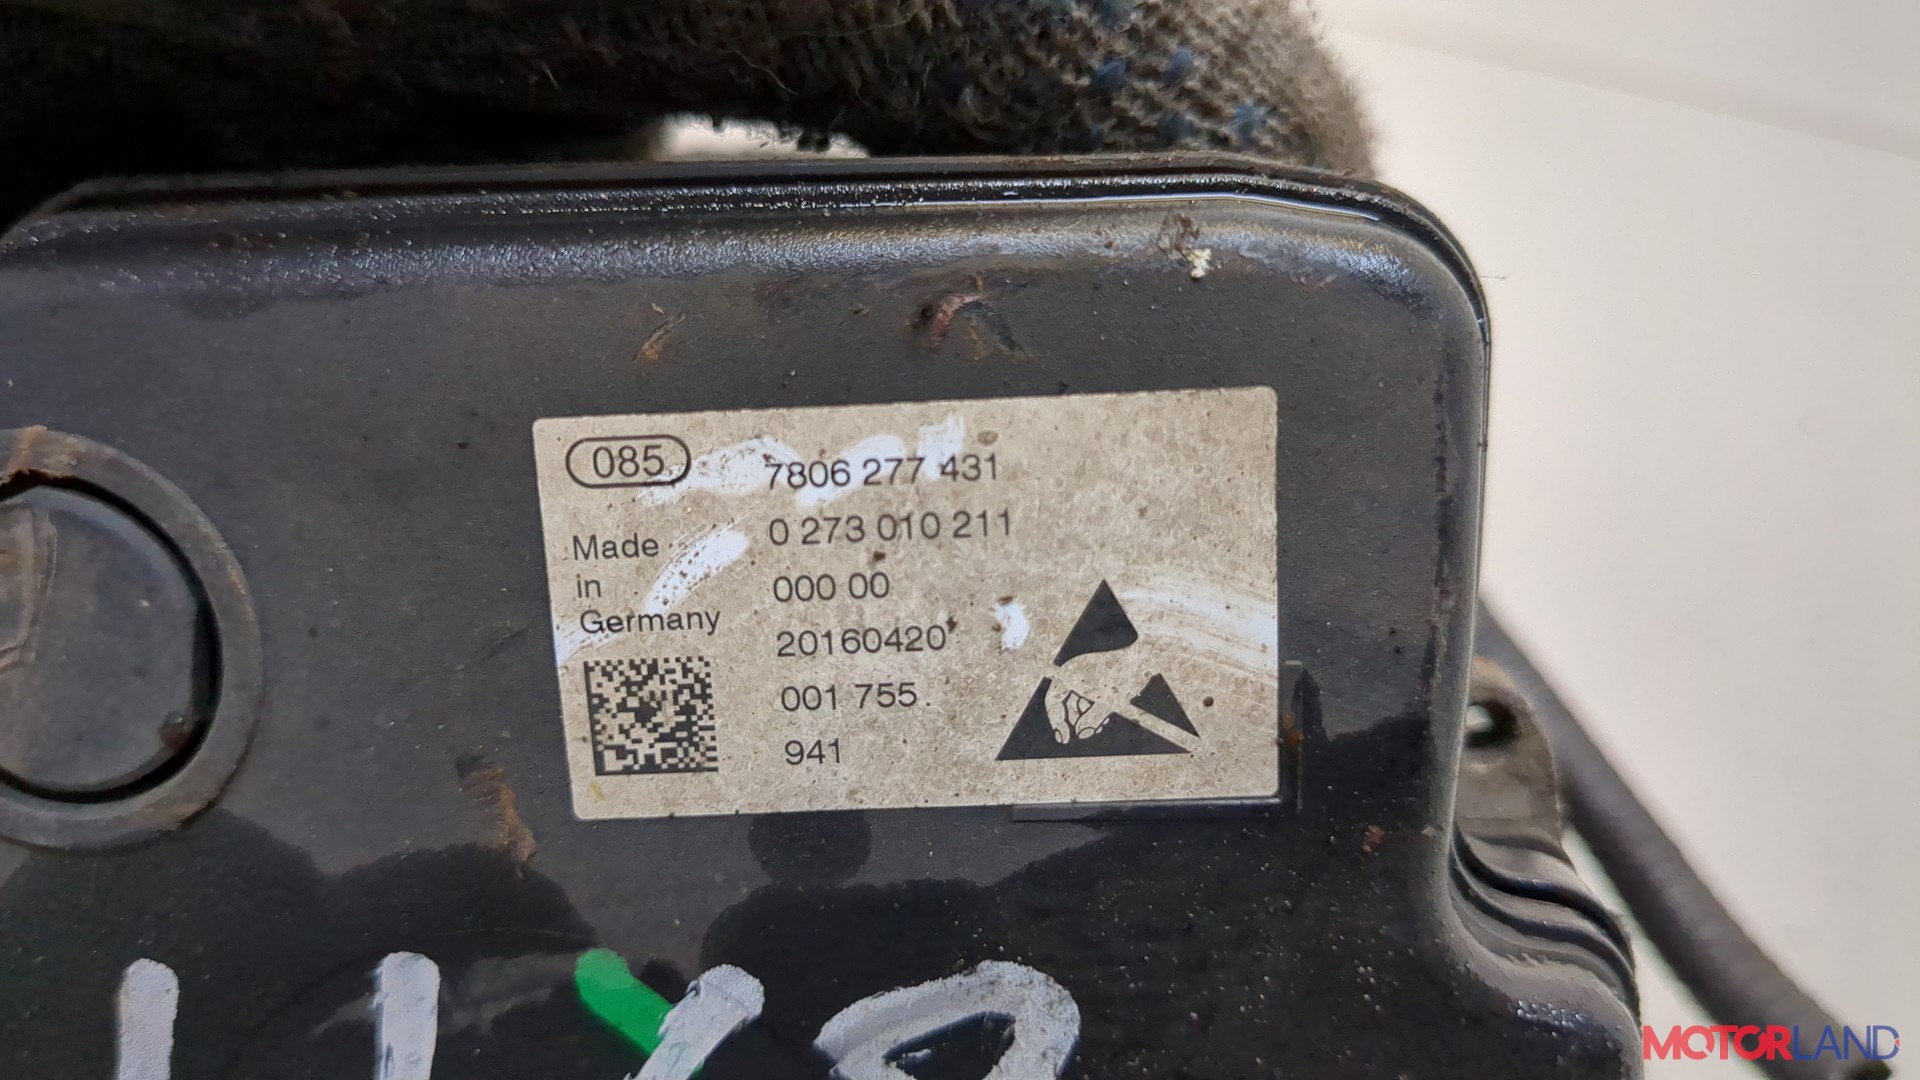 085
7806 277 431
0 273 010 211
Made
in
Germany
000 00
20160420
001 755
941
MOTORLAND